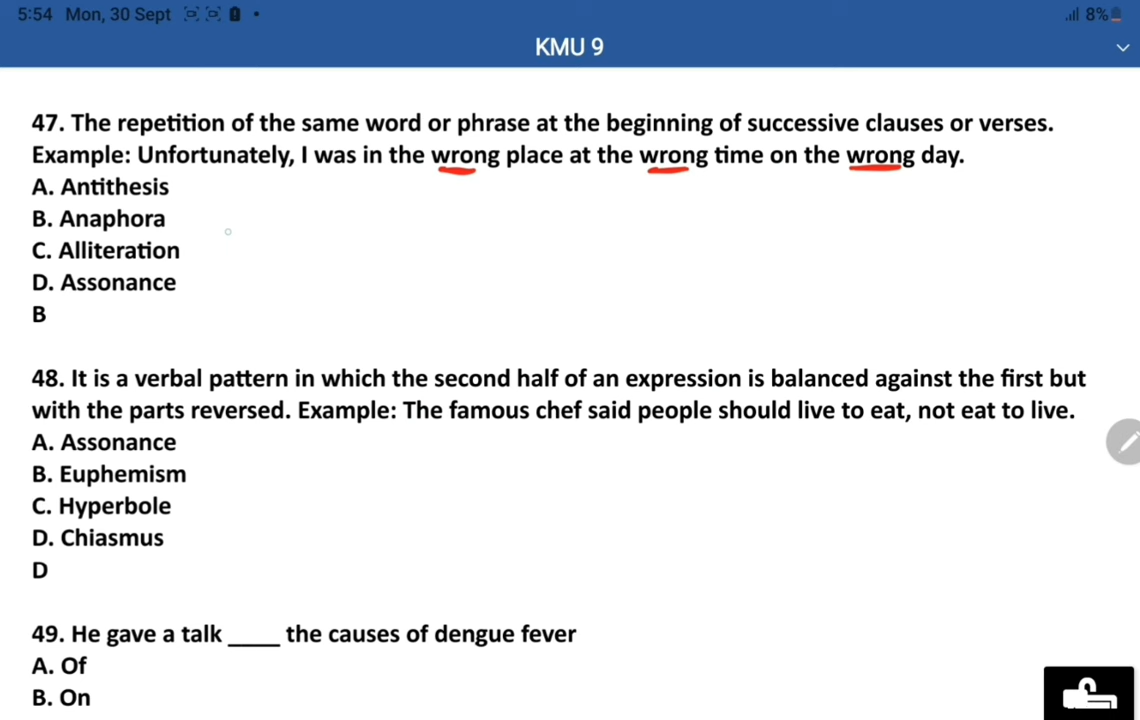 5:54 Mon, 30 Sept
8%
KMU 9
47. The repetition of the same word or phrase at the beginning of successive clauses or verses.
Example: Unfortunately, I was in the wrong place at the wrong time on the wrong day.
A. Antithesis
B. Anaphora
C. Alliteration
D. Assonance
B
48. It is a verbal pattern in which the second half of an expression is balanced against the first but
with the parts reversed. Example: The famous chef said people should live to eat, not eat to live.
A. Assonance
B. Euphemism
C. Hyperbole
D. Chiasmus
D
49. He gave a talk ____ the causes of dengue fever
A. Of
B. On